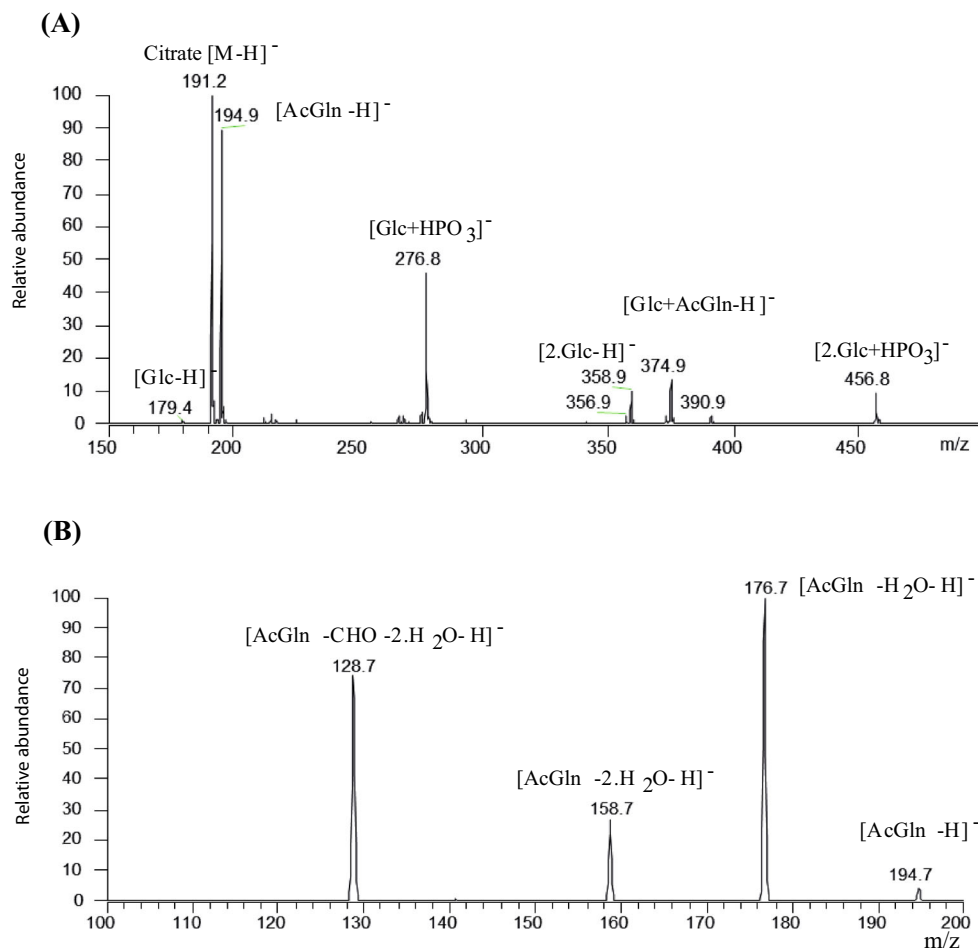 (A)
Citrate [M-H]⁻
191.2
[AcGln -H]⁻
194.9
[Glc+HPO3]⁻
276.8
[Glc+AcGln-H]⁻
[2.Glc-H]⁻
374.9
358.9
356.9
390.9
[2.Glc+HPO3]⁻
456.8
[Glc-H]⁻
179.4
Relative abundance
100
90
80
70
60
50
40
30
20
10
0
150 200 250 300 350 400 450 m/z
(B)
176.7 [AcGln -H2O-H]⁻
[AcGln -CHO -2.H2O-H]⁻
128.7
[AcGln -2.H2O-H]⁻
158.7
[AcGln -H]⁻
194.7
Relative abundance
100
90
80
70
60
50
40
30
20
10
0
100 110 120 130 140 150 160 170 180 190 200
m/z